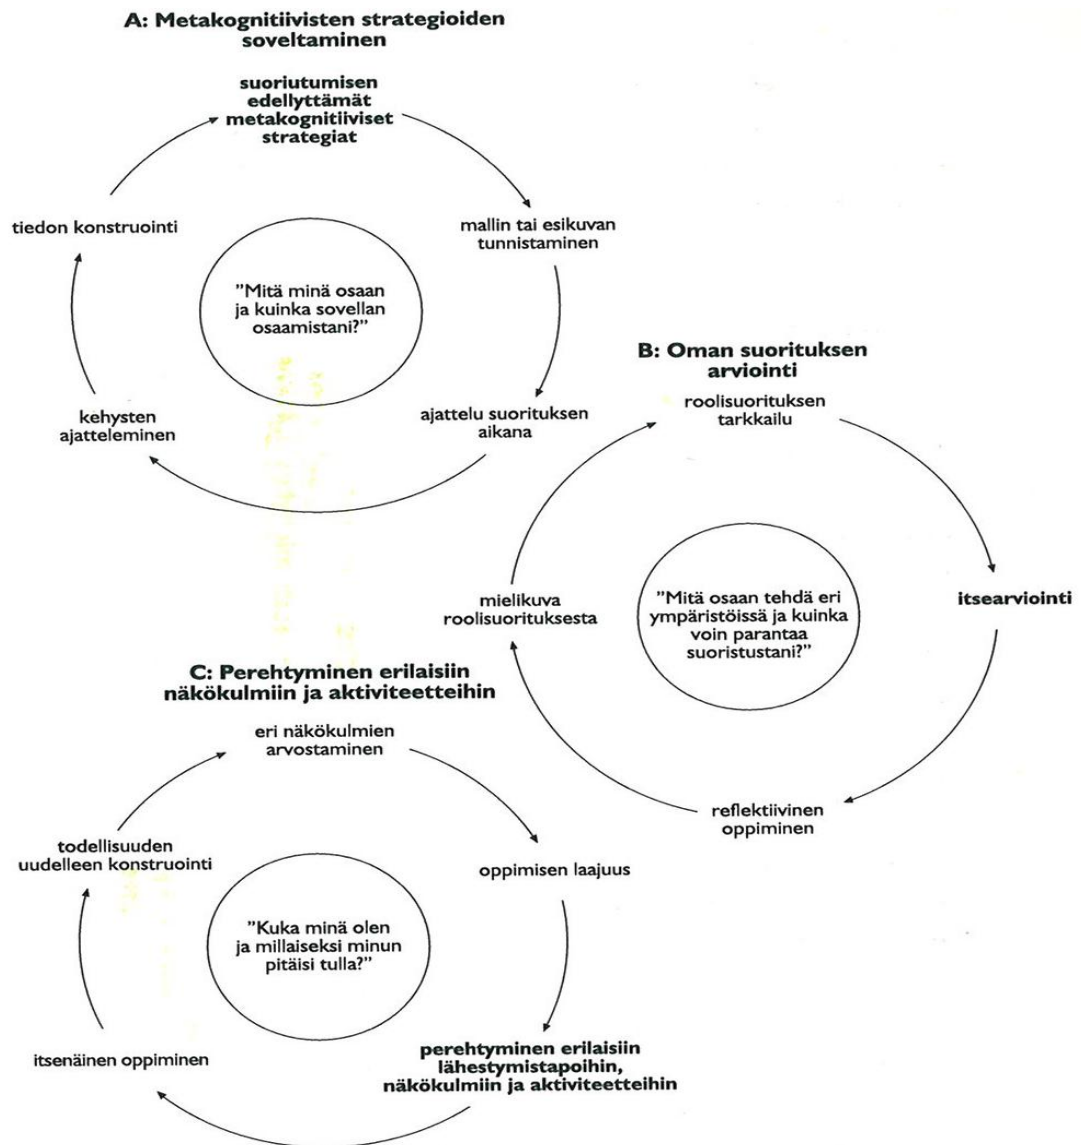 A: Metakognitiivisten strategioiden
soveltaminen
suoriutumisen
edellyttämät
metakognitiiviset
strategiat
tiedon konstruointi
mallin tai esikuvan
tunnistaminen
"Mitä minä osaan
ja kuinka sovellan
osaamistani?"
kehysten
ajatteleminen
ajattelu suorituksen
aikana
B: Oman suorituksen
arviointi
roolisuorituksen
tarkkailu
mielikuva
roolisuorituksesta
"Mitä osaan tehdä eri
ympäristöissä ja kuinka
voin parantaa
suoristustani?"
itsearviointi
reflektiivinen
oppiminen
C: Perehtyminen erilaisiin
näkökulmiin ja aktiviteetteihin
eri näkökulmien
arvostaminen
todellisuuden
uudelleen konstruointi
oppimisen laajuus
"Kuka minä olen
ja millaiseksi minun
pitäisi tulla?"
itsenäinen oppiminen
perehtyminen erilaisiin
lähestymistapoihin,
näkökulmiin ja aktiviteetteihin